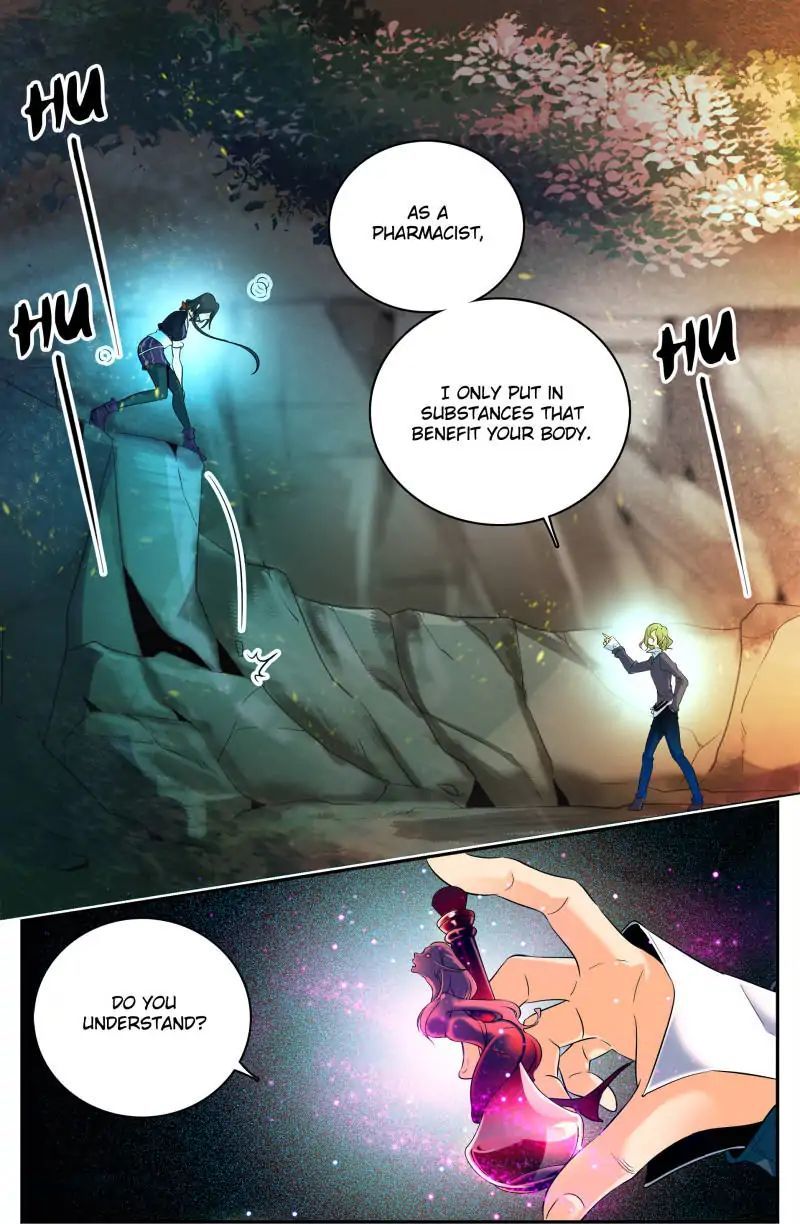 HU
AS A
PHARMACIST,
HU
HU
I ONLY PUT IN
SUBSTANCES THAT
BENEFIT YOUR BODY.
DO YOU
UNDERSTAND?